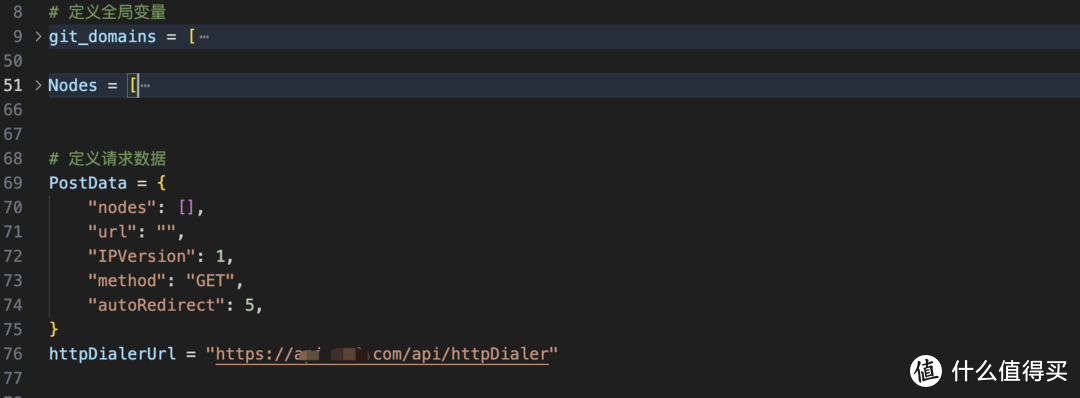 8 # 定义全局变量
9 > git_domains = [⋯
50
51 > Nodes = [⋯
66
67
68 # 定义请求数据
69 PostData = {
70 "nodes": [],
71 "url": "",
72 "IPVersion": 1,
73 "method": "GET",
74 "autoRedirect": 5,
75 }
76 httpDialerUrl = "https://api .com/api/httpDialer"
77
值 什么值得买